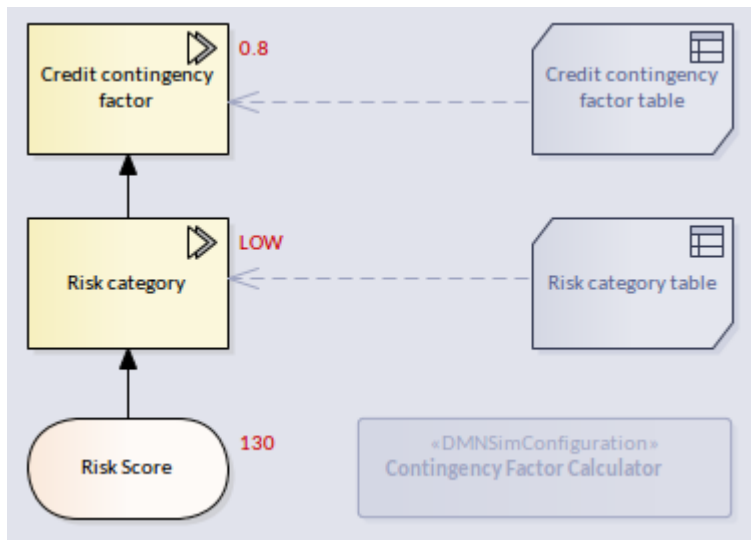 Credit contingency
factor
0.8
Credit contingency
factor table
Risk category
LOW
Risk category table
Risk Score
130
«DMNSimConfiguration»
Contingency Factor Calculator